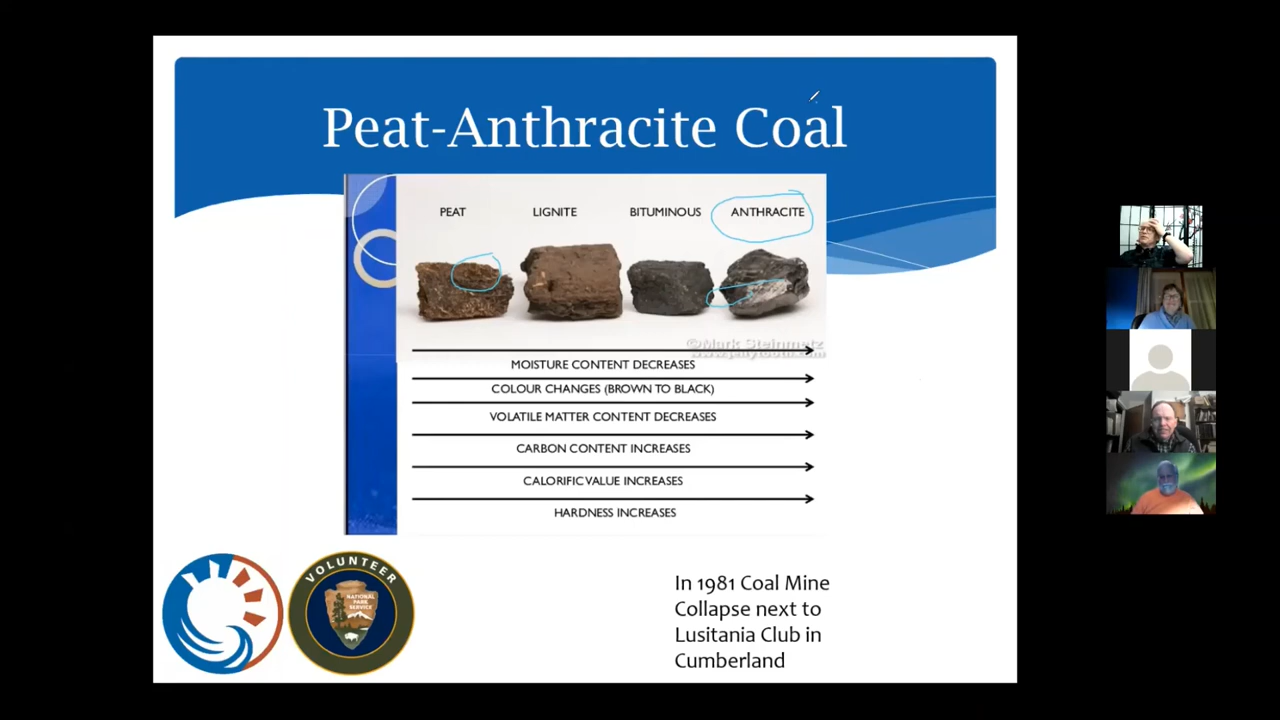 Peat-Anthracite Coal
PEAT LIGNITE BITUMINOUS ANTHRACITE
©Mark Steinmetz
MOISTURE CONTENT DECREASES
COLOUR CHANGES (BROWN TO BLACK)
VOLATILE MATTER CONTENT DECREASES
CARBON CONTENT INCREASES
CALORIFIC VALUE INCREASES
HARDNESS INCREASES
VOLUNTEER
NATIONAL
PARK
SERVICE
In 1981 Coal Mine
Collapse next to
Lusitania Club in
Cumberland